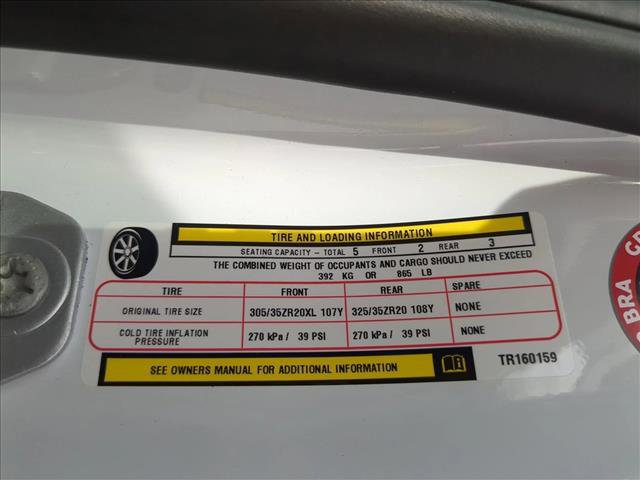 TIRE AND LOADING INFORMATION
SEATING CAPACITY - TOTAL 5 FRONT 2 REAR 3
THE COMBINED WEIGHT OF OCCUPANTS AND CARGO SHOULD NEVER EXCEED
392 KG OR 865 LB
TIRE FRONT REAR SPARE
ORIGINAL TIRE SIZE 305/35ZR20XL 107Y 325/35ZR20 108Y NONE
COLD TIRE INFLATION PRESSURE 270 kPa / 39 PSI 270 kPa / 39 PSI NONE
SEE OWNERS MANUAL FOR ADDITIONAL INFORMATION
TR160159
BRA